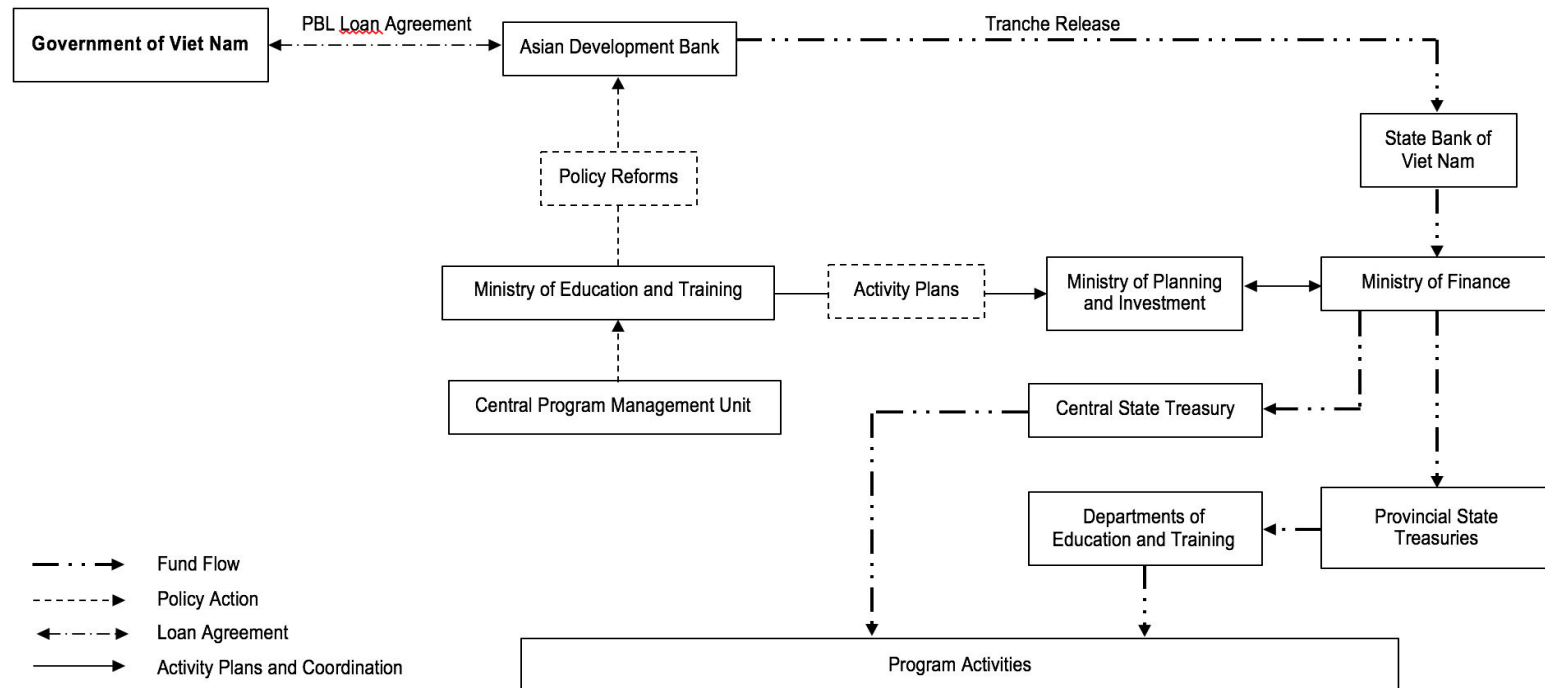 PBL Loan Agreement
Tranche Release
Government of Viet Nam
Asian Development Bank
State Bank of
Viet Nam
Policy Reforms
Ministry of Education and Training
Activity Plans
Ministry of Planning
and Investment
Ministry of Finance
Central Program Management Unit
Central State Treasury
Departments of
Education and Training
Provincial State
Treasuries
Fund Flow
Policy Action
Loan Agreement
Activity Plans and Coordination
Program Activities